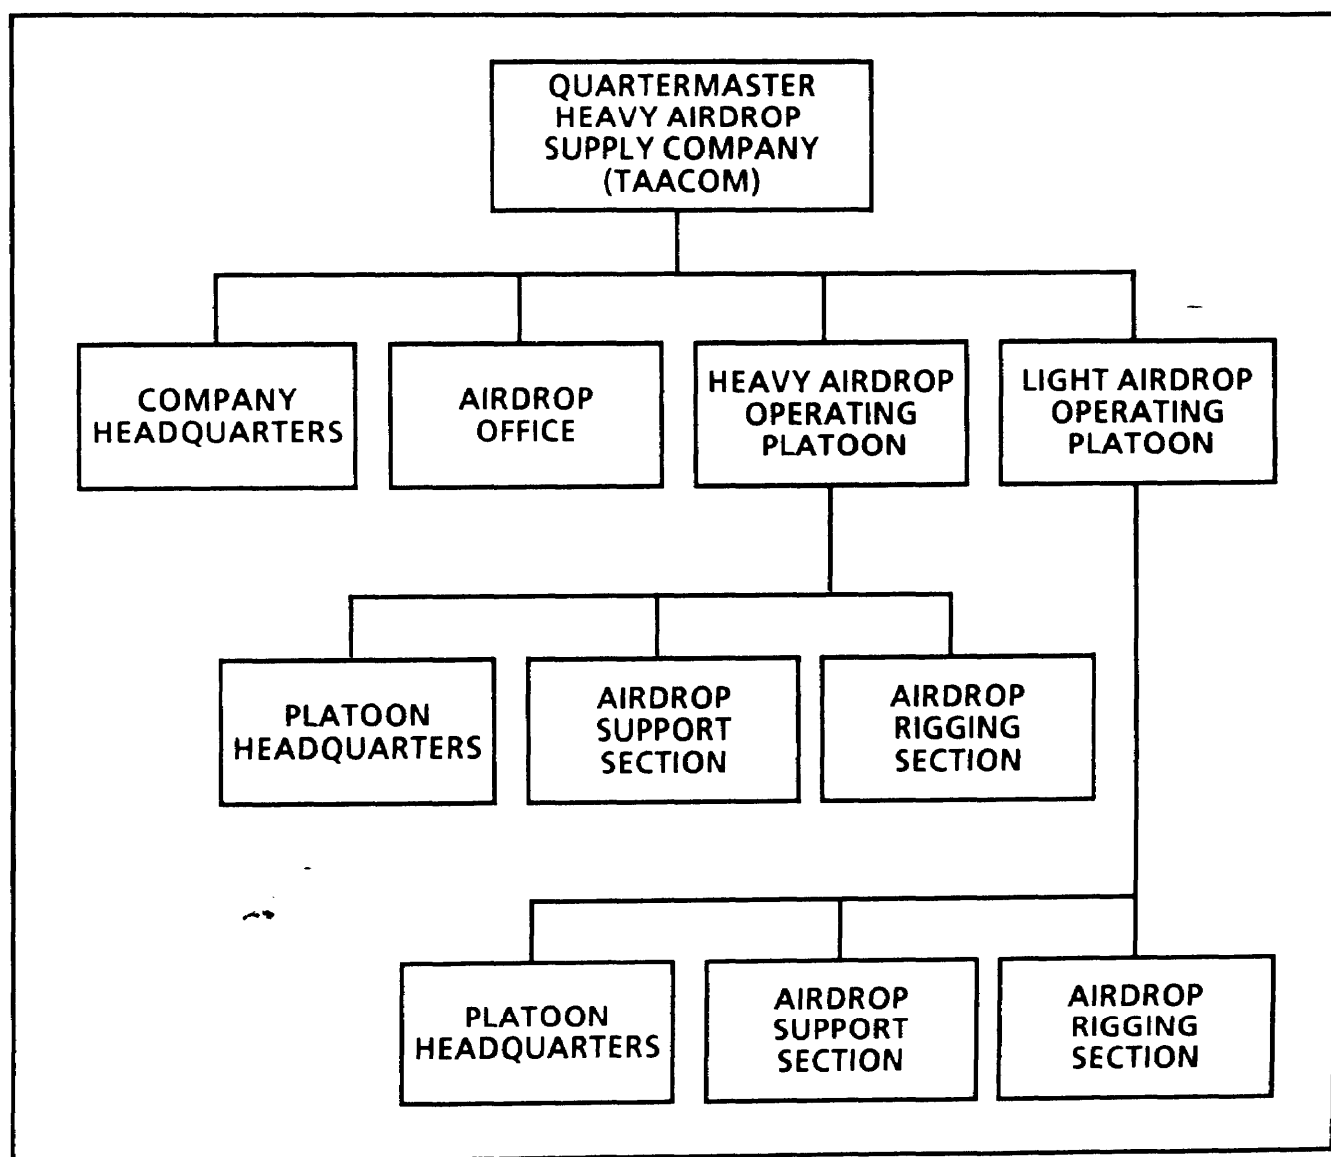 QUARTERMASTER
HEAVY AIRDROP
SUPPLY COMPANY
(TAACOM)
COMPANY
HEADQUARTERS
AIRDROP
OFFICE
HEAVY AIRDROP
OPERATING
PLATOON
LIGHT AIRDROP
OPERATING
PLATOON
PLATOON
HEADQUARTERS
AIRDROP
SUPPORT
SECTION
AIRDROP
RIGGING
SECTION
PLATOON
HEADQUARTERS
AIRDROP
SUPPORT
SECTION
AIRDROP
RIGGING
SECTION